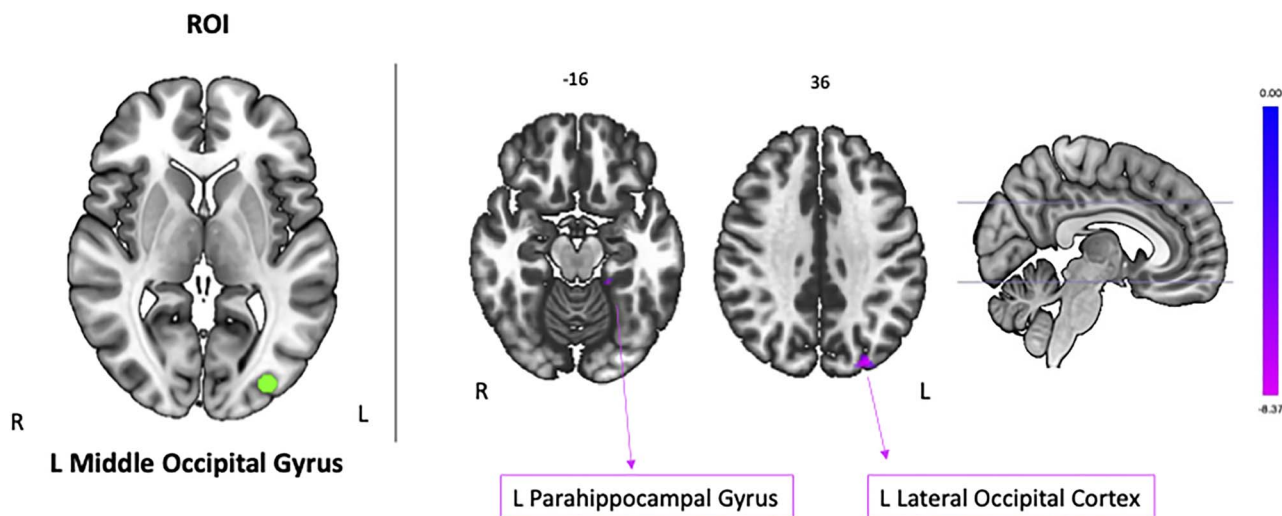 ROI
R
L
L Middle Occipital Gyrus
-16
36
R
L
0.00
-8.37
L Parahippocampal Gyrus
L Lateral Occipital Cortex